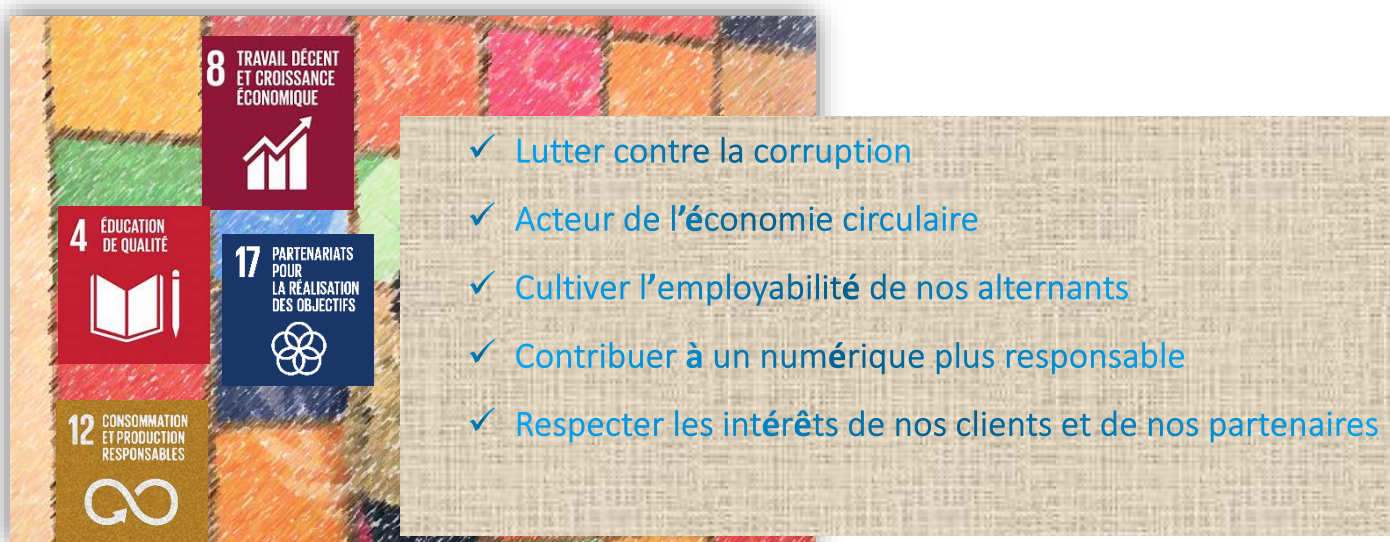 8 TRAVAIL DÉCENT
ET CROISSANCE
ÉCONOMIQUE
4 ÉDUCATION
DE QUALITÉ
17 PARTENARIATS
POUR
LA RÉALISATION
DES OBJECTIFS
12 CONSOMMATION
ET PRODUCTION
RESPONSABLES
✓ Lutter contre la corruption
✓ Acteur de l’économie circulaire
✓ Cultiver l’employabilité de nos alternants
✓ Contribuer à un numérique plus responsable
✓ Respecter les intérêts de nos clients et de nos partenaires